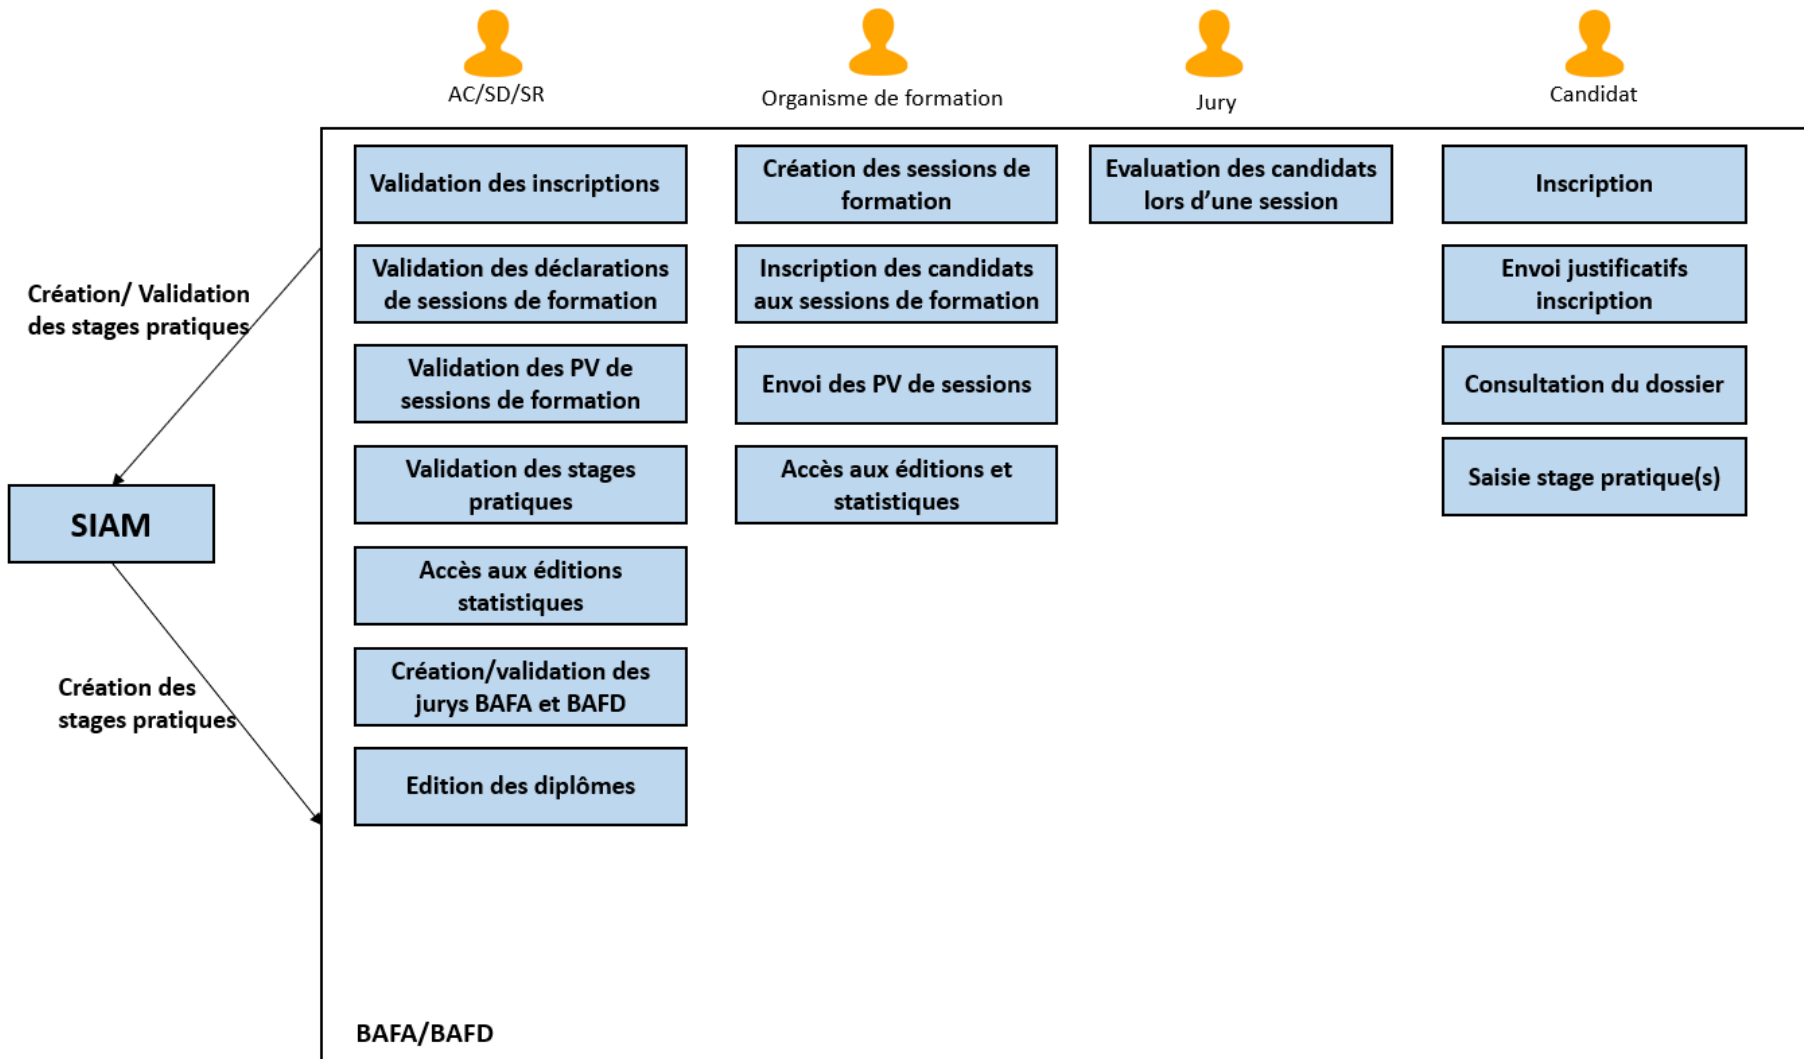 AC/SD/SR
Organisme de formation
Jury
Candidat
Validation des inscriptions
Validation des déclarations
de sessions de formation
Validation des PV de
sessions de formation
Validation des stages
pratiques
Accès aux éditions
statistiques
Création/validation des
jurys BAFA et BAFD
Edition des diplômes
Création des sessions de
formation
Inscription des candidats
aux sessions de formation
Envoi des PV de sessions
Accès aux éditions et
statistiques
Evaluation des candidats
lors d’une session
Inscription
Envoi justificatifs
inscription
Consultation du dossier
Saisie stage pratique(s)
Création/ Validation
des stages pratiques
SIAM
Création des
stages pratiques
BAFA/BAFD